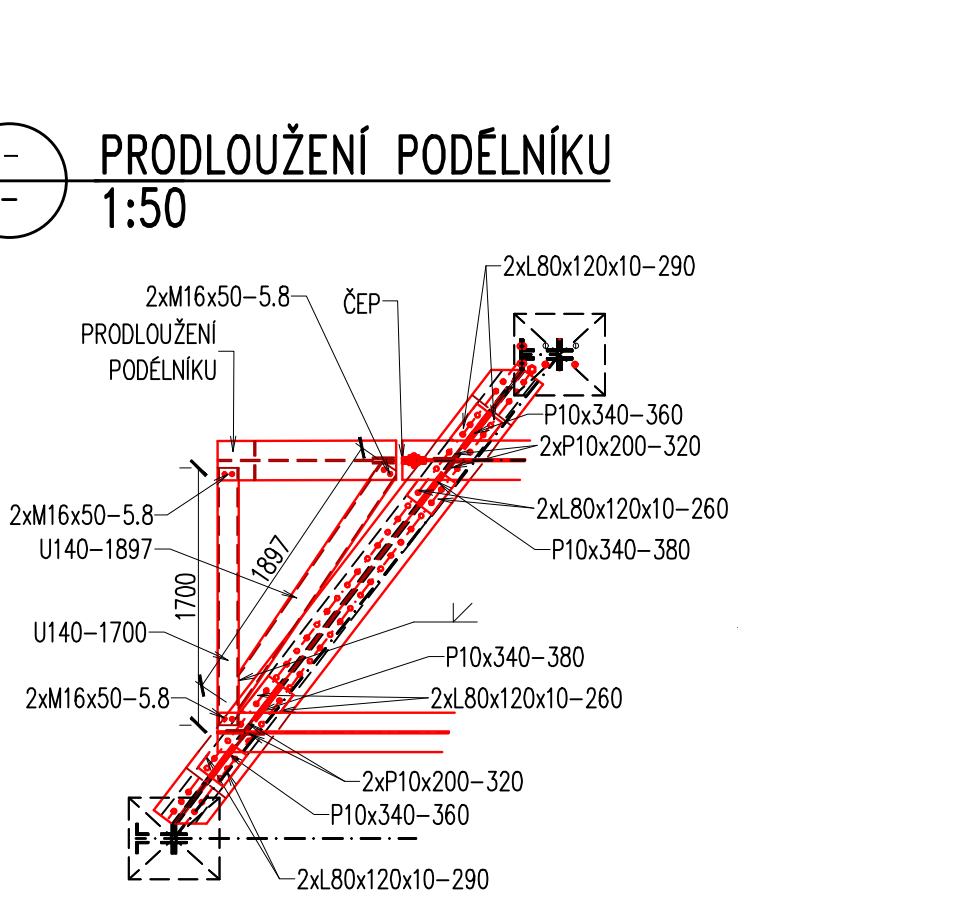 PRODLOUŽENÍ PODÉLNÍKU
1:50
2xL80x120x10-290
2xM16x50-5.8
ČEP
PRODLOUŽENÍ
PODÉLNÍKU
P10x340-360
2xP10x200-320
2xM16x50-5.8
2xL80x120x10-260
U140-1897
P10x340-380
1897
1700
U140-1700
P10x340-380
2xM16x50-5.8
2xL80x120x10-260
2xP10x200-320
P10x340-360
2xL80x120x10-290